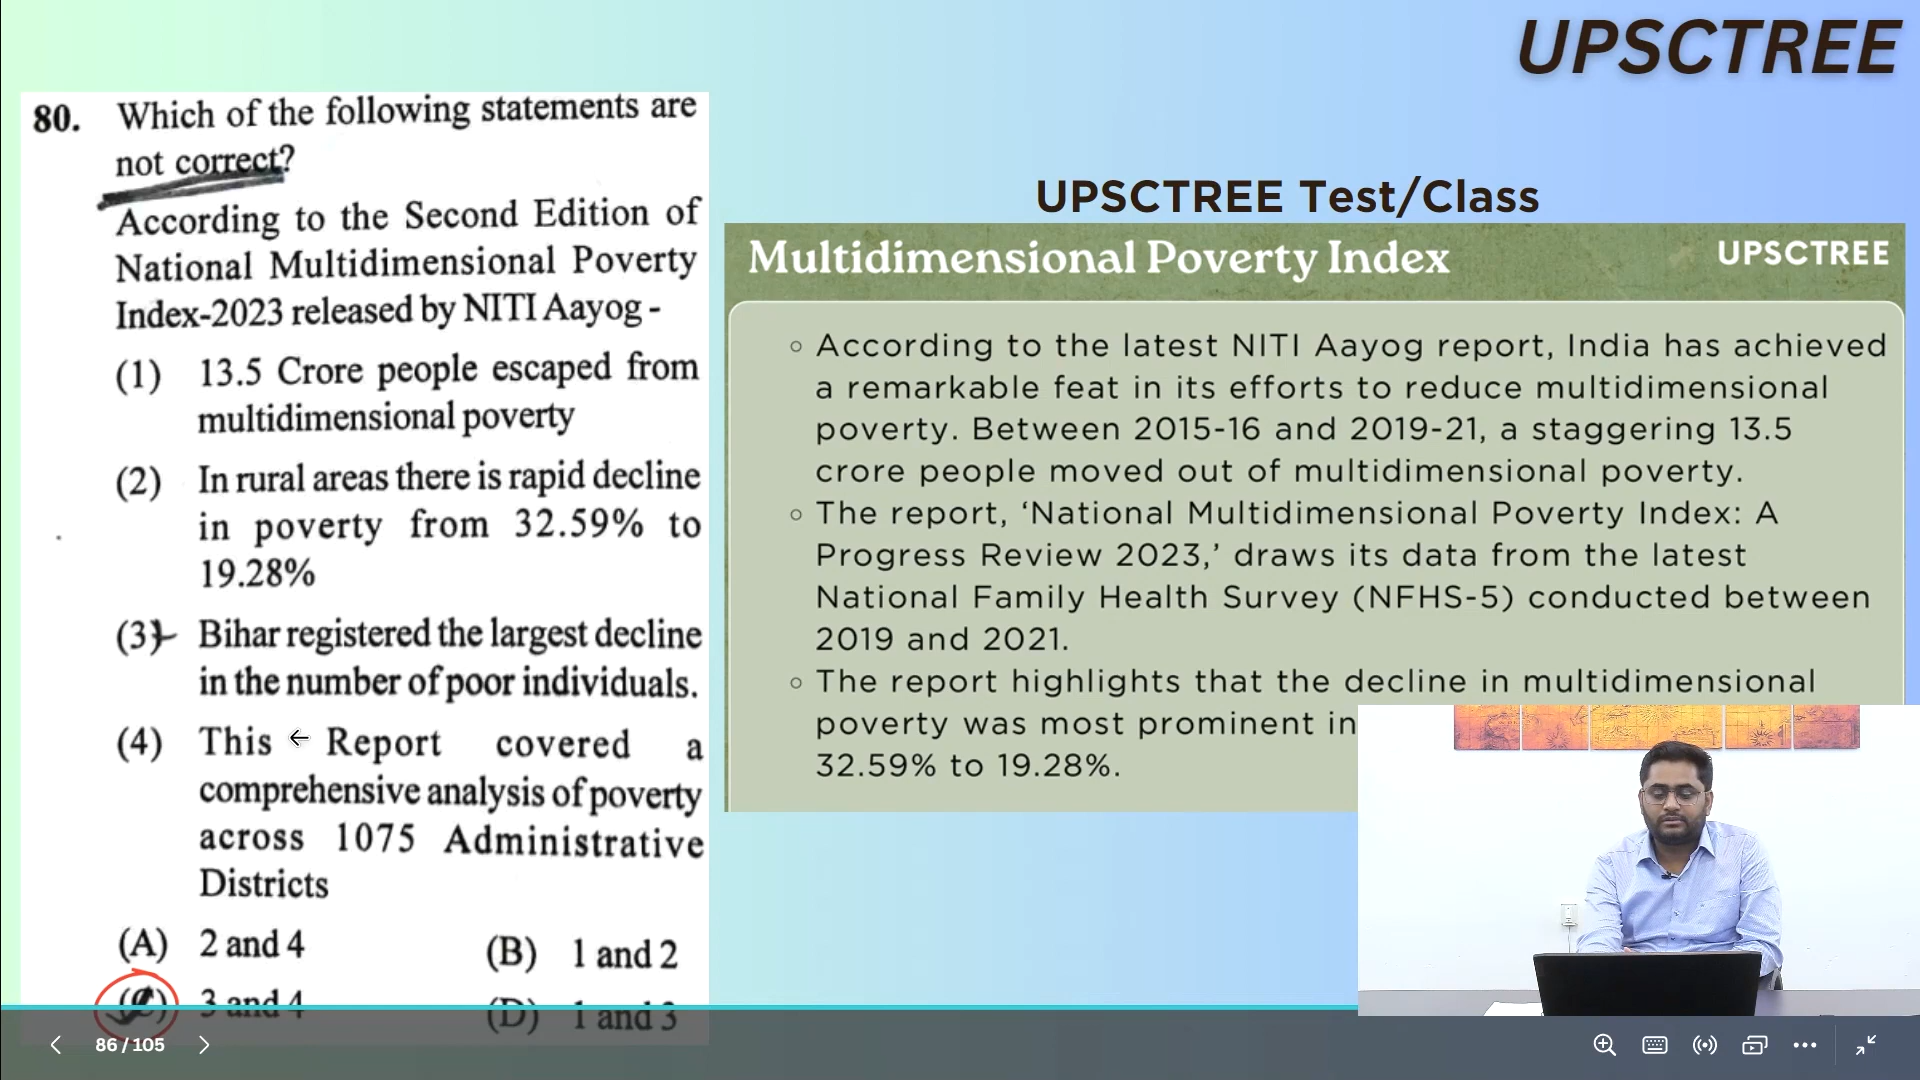 UPSCTREE
80. Which of the following statements are
not correct?
According to the Second Edition of
National Multidimensional Poverty
Index-2023 released by NITI Aayog -
(1) 13.5 Crore people escaped from
multidimensional poverty
(2) In rural areas there is rapid decline
in poverty from 32.59% to
19.28%
(3) Bihar registered the largest decline
in the number of poor individuals.
(4) This Report covered a
comprehensive analysis of poverty
across 1075 Administrative
Districts
(A) 2 and 4 (B) 1 and 2
(C) 3 and 4 (D) 1 and 3
UPSCTREE Test/Class
Multidimensional Poverty Index UPSCTREE
◦ According to the latest NITI Aayog report, India has achieved
a remarkable feat in its efforts to reduce multidimensional
poverty. Between 2015-16 and 2019-21, a staggering 13.5
crore people moved out of multidimensional poverty.
◦ The report, ‘National Multidimensional Poverty Index: A
Progress Review 2023,’ draws its data from the latest
National Family Health Survey (NFHS-5) conducted between
2019 and 2021.
◦ The report highlights that the decline in multidimensional
poverty was most prominent in
32.59% to 19.28%.
86 / 105